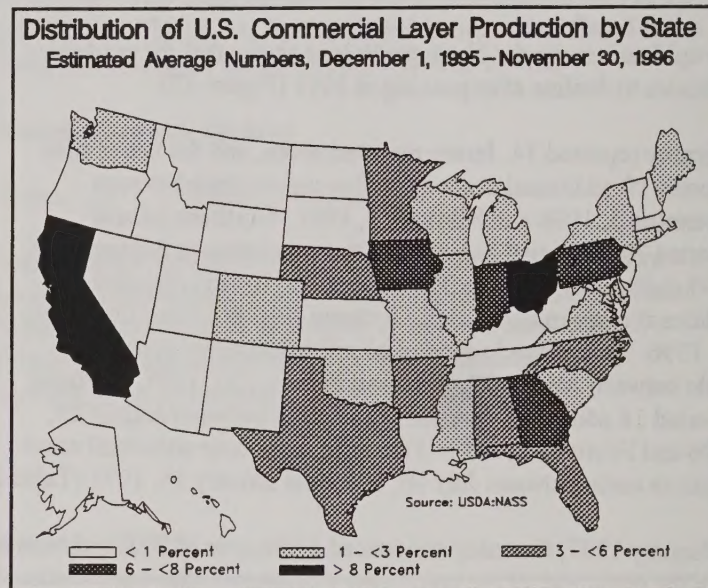 Distribution of U.S. Commercial Layer Production by State
Estimated Average Numbers, December 1, 1995–November 30, 1996
Source: USDA:NASS
< 1 Percent
1 – <3 Percent
3 – <6 Percent
6 – <8 Percent
> 8 Percent